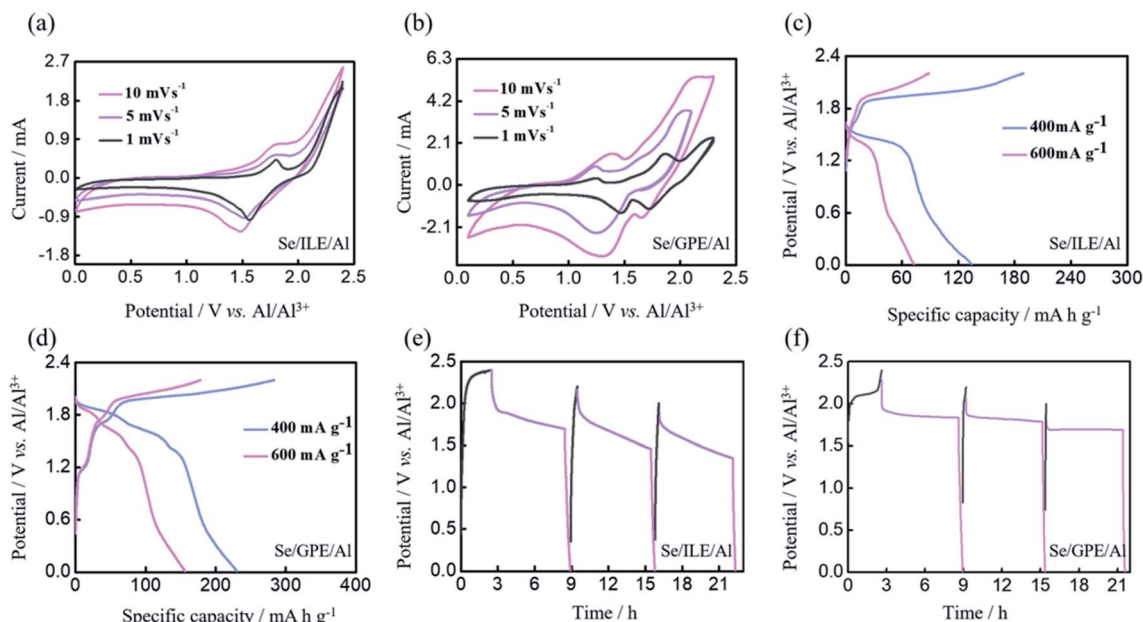 (a)
2.7
1.8
0.9
0.0
-0.9
-1.8
Current / mA
10 mVs⁻¹
5 mVs⁻¹
1 mVs⁻¹
Se/ILE/Al
0.0 0.5 1.0 1.5 2.0 2.5
Potential / V vs. Al/Al³⁺
(b)
6.3
4.2
2.1
0.0
-2.1
Current / mA
10 mVs⁻¹
5 mVs⁻¹
1 mVs⁻¹
Se/GPE/Al
0.0 0.5 1.0 1.5 2.0 2.5
Potential / V vs. Al/Al³⁺
(c)
2.4
1.8
1.2
0.6
0.0
Potential / V vs. Al/Al³⁺
400mA g⁻¹
600mA g⁻¹
Se/ILE/Al
0 60 120 180 240 300
Specific capacity / mA h g⁻¹
(d)
2.4
1.8
1.2
0.6
0.0
Potential / V vs. Al/Al³⁺
400 mA g⁻¹
600 mA g⁻¹
Se/GPE/Al
0 100 200 300 400
Specific capacity / mA h g⁻¹
(e)
2.5
2.0
1.5
1.0
0.5
0.0
Potential / V vs. Al/Al³⁺
Se/ILE/Al
0 3 6 9 12 15 18 21
Time / h
(f)
2.5
2.0
1.5
1.0
0.5
0.0
Potential / V vs. Al/Al³⁺
Se/GPE/Al
0 3 6 9 12 15 18 21
Time / h